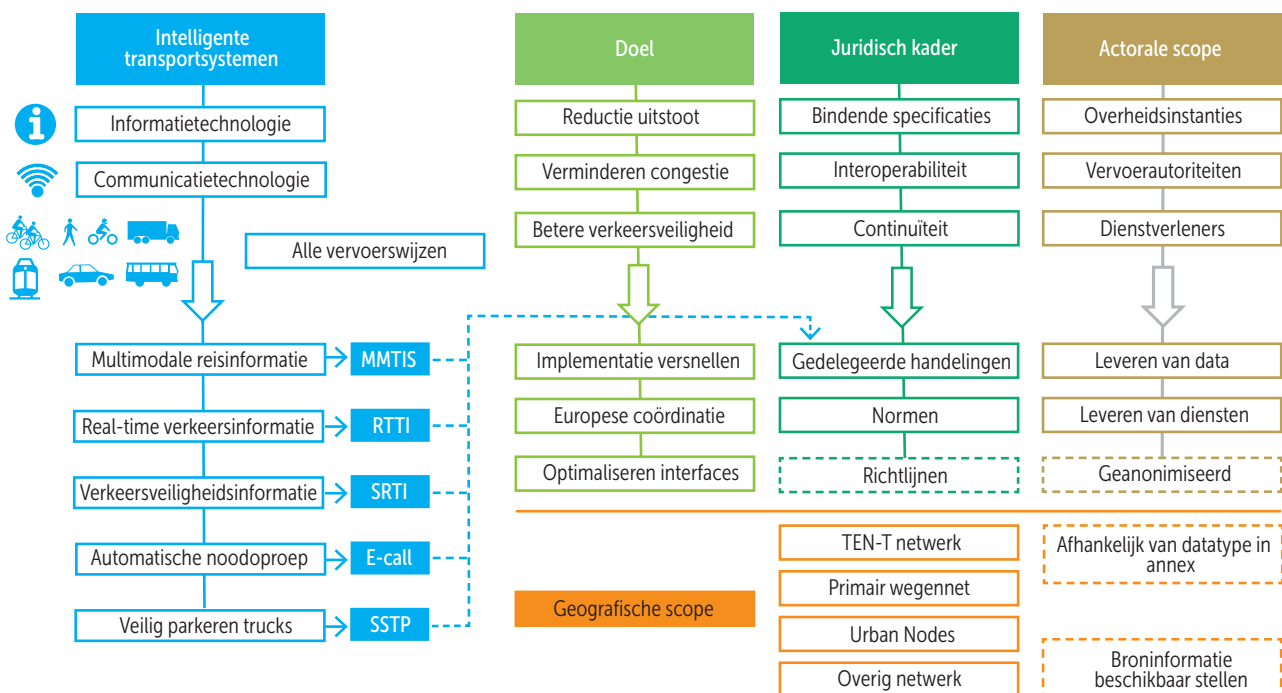 Intelligente
transportsystemen
Informatietechnologie
Communicatietechnologie
Alle vervoerswijzen
Multimodale reisinformatie
MMTIS
Real-time verkeersinformatie
RTTI
Verkeersveiligheidsinformatie
SRTI
Automatische noodoproep
E-call
Veilig parkeren trucks
SSTP
Doel
Reductie uitstoot
Verminderen congestie
Betere verkeersveiligheid
Implementatie versnellen
Europese coördinatie
Optimaliseren interfaces
Juridisch kader
Bindende specificaties
Interoperabiliteit
Continuïteit
Gedelegeerde handelingen
Normen
Richtlijnen
Actorale scope
Overheidsinstanties
Vervoerautoriteiten
Dienstverleners
Leveren van data
Leveren van diensten
Geanonimiseerd
Geografische scope
TEN-T netwerk
Primair wegennet
Urban Nodes
Overig netwerk
Afhankelijk van datatype in
annex
Broninformatie
beschikbaar stellen